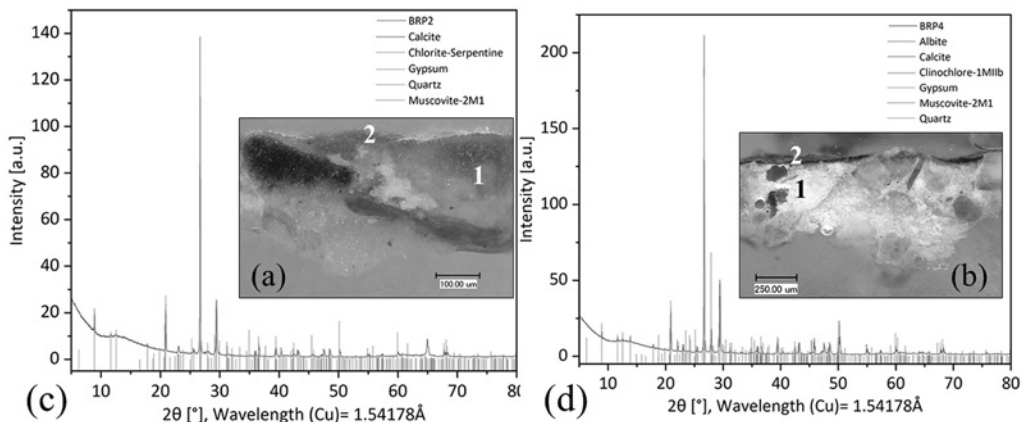 140
120
100
80
60
40
20
0
Intensity [a.u.]
BRP2
Calcite
Chlorite-Serpentine
Gypsum
Quartz
Muscovite-2M1
2
1
(a)
100.00 um
10 20 30 40 50 60 70 80
(c)
2θ [°], Wavelength (Cu)= 1.54178Å
200
150
100
50
0
Intensity [a.u.]
BRP4
Albite
Calcite
Clinochlore-1MIIb
Gypsum
Muscovite-2M1
Quartz
2
1
(b)
250.00 um
10 20 30 40 50 60 70 80
(d)
2θ [°], Wavelength (Cu)= 1.54178Å